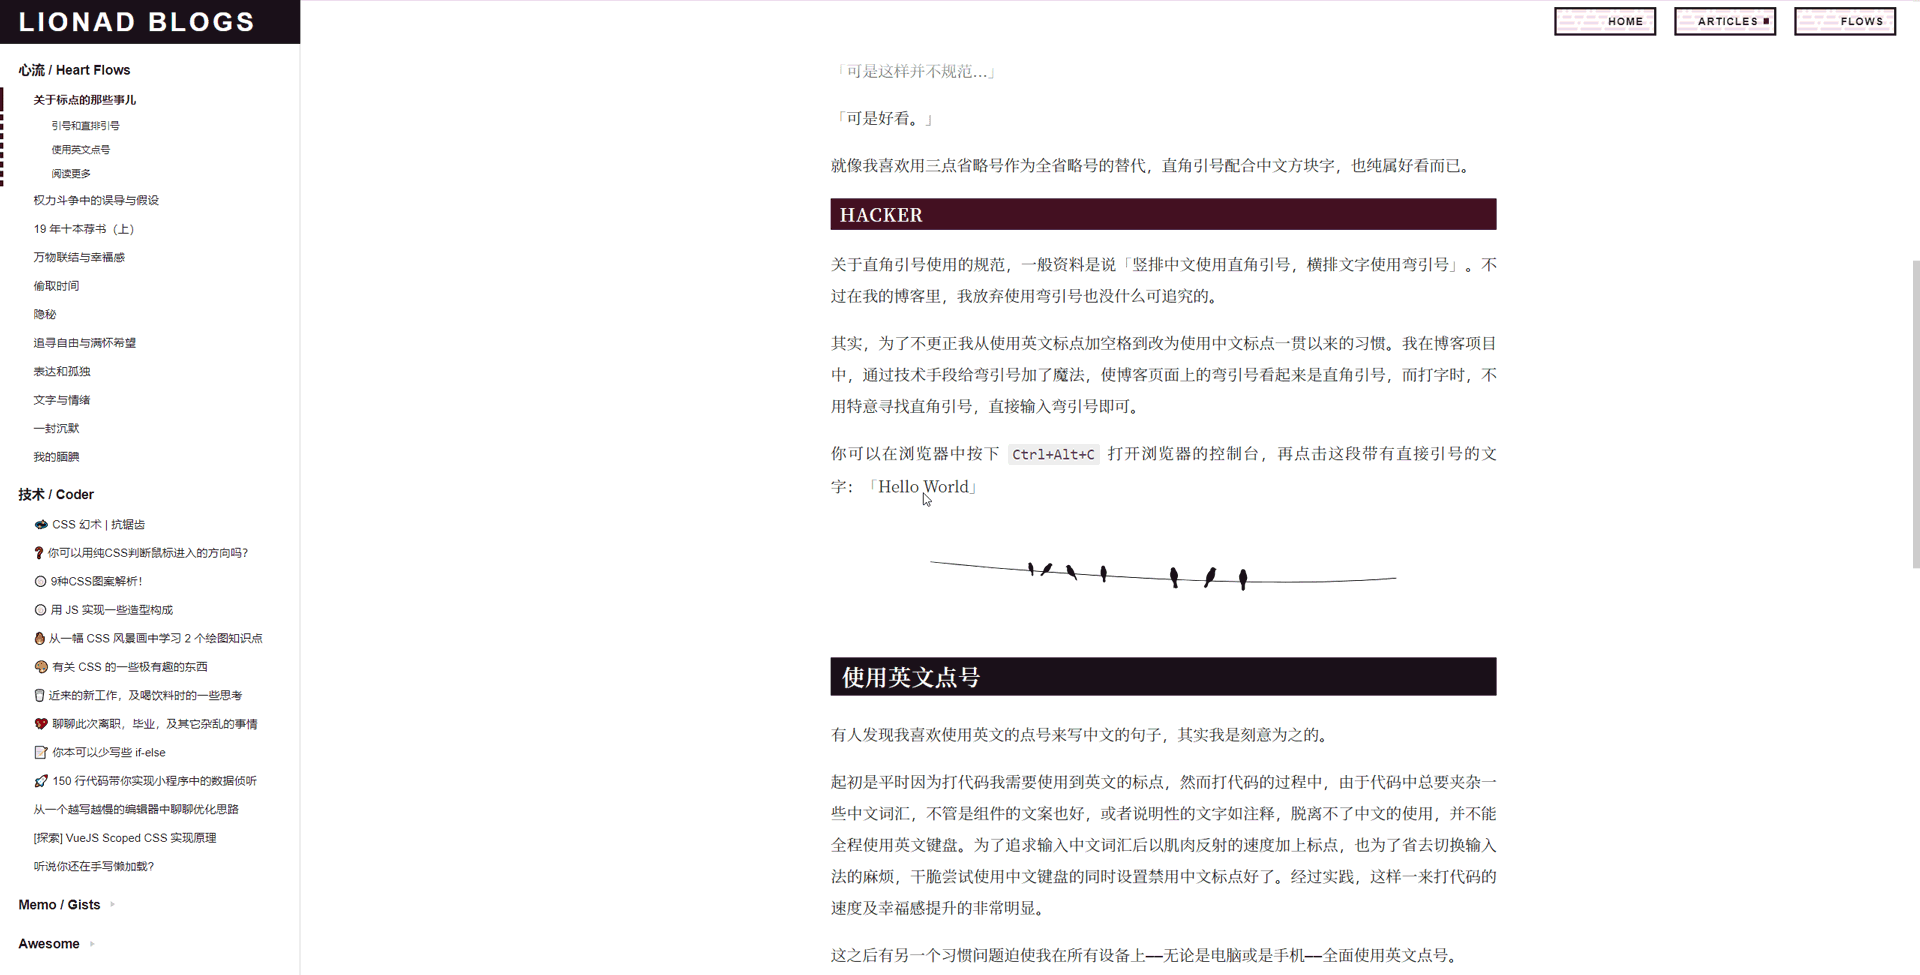 LIONAD BLOGS
HOME
ARTICLES
FLOWS
心流 / Heart Flows
关于标点的那些事儿
引号和直排引号
使用英文点号
阅读更多
权力斗争中的误导与假设
19 年十本荐书（上）
万物联结与幸福感
偷取时间
隐秘
追寻自由与满怀希望
表达和孤独
文字与情绪
一封沉默
我的腼腆
技术 / Coder
CSS 幻术 | 抗锯齿
你可以用纯CSS判断鼠标进入的方向吗？
9种CSS图案解析！
用 JS 实现一些造型构成
从一幅 CSS 风景画中学习 2 个绘图知识点
有关 CSS 的一些极有趣的东西
近来的新工作，及喝饮料时的一些思考
聊聊此次离职，毕业，及其它杂乱的事情
你本可以少写些 if-else
150 行代码带你实现小程序中的数据侦听
从一个越写越慢的编辑器中聊聊优化思路
[探索] VueJS Scoped CSS 实现原理
听说你还在手写懒加载？
Memo / Gists
Awesome
「可是这样并不规范…」
「可是好看。」
就像我喜欢用三点省略号作为全省略号的替代，直角引号配合中文方块字，也纯属好看而已。
HACKER
关于直角引号使用的规范，一般资料是说「竖排中文使用直角引号，横排文字使用弯引号」。不
过在我的博客里，我放弃使用弯引号也没什么可追究的。
其实，为了不更正我从使用英文标点加空格到改为使用中文标点一贯以来的习惯。我在博客项目
中，通过技术手段给弯引号加了魔法，使博客页面上的弯引号看起来是直角引号，而打字时，不
用特意寻找直角引号，直接输入弯引号即可。
你可以在浏览器中按下 Ctrl+Alt+C 打开浏览器的控制台，再点击这段带有直接引号的文
字：「Hello World」
使用英文点号
有人发现我喜欢使用英文的点号来写中文的句子，其实我是刻意为之的。
起初是平时因为打代码我需要使用到英文的标点，然而打代码的过程中，由于代码中总要夹杂一
些中文词汇，不管是组件的文案也好，或者说明性的文字如注释，脱离不了中文的使用，并不能
全程使用英文键盘。为了追求输入中文词汇后以肌肉反射的速度加上标点，也为了省去切换输入
法的麻烦，干脆尝试使用中文键盘的同时设置禁用中文标点好了。经过实践，这样一来打代码的
速度及幸福感提升的非常明显。
这之后有另一个习惯问题迫使我在所有设备上——无论是电脑或是手机——全面使用英文点号。